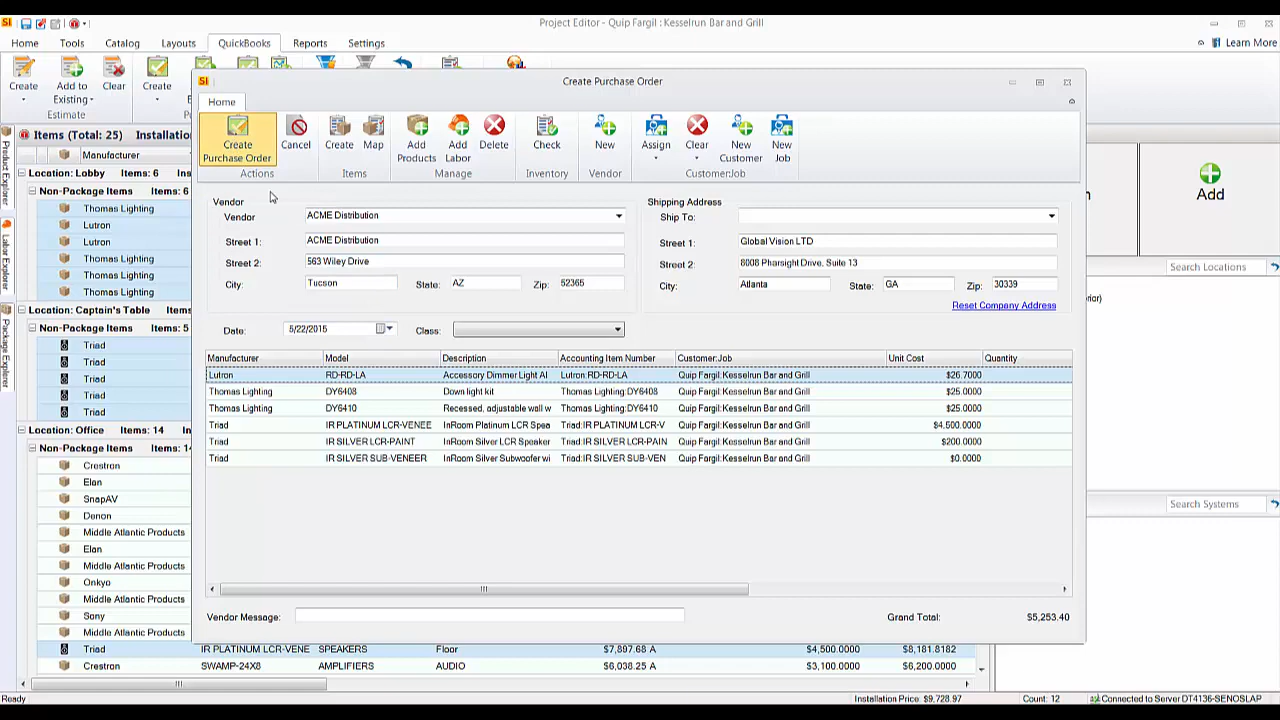 SI
Project Editor - Quip Fargil : Kesselrun Bar and Grill
Home Tools Catalog Layouts QuickBooks Reports Settings
Learn More
Create Add to Existing Clear Create
Estimate
Items (Total: 25) Installatio
Manufacturer
Location: Lobby Items: 6
Non-Package Items Items: 6
Thomas Lighting
Lutron
Lutron
Thomas Lighting
Thomas Lighting
Thomas Lighting
Location: Captain's Table Items
Non-Package Items Items: 5
Triad
Triad
Triad
Triad
Triad
Location: Office Items: 14
Non-Package Items Items: 14
Crestron
Elan
SnapAV
Denon
Middle Atlantic Products
Elan
Middle Atlantic Products
Onkyo
Middle Atlantic Products
Sony
Middle Atlantic Products
Triad IR PLATINUM LCR-VENE SPEAKERS Floor $7,897.68 A $4,500.0000 $8,181.8182
Crestron SWAMP-24X8 AMPLIFIERS AUDIO $6,038.25 A $3,100.0000 $6,200.0000
Product Explorer
Labor Explorer
Package Explorer
SI
Create Purchase Order
Home
Create Purchase Order Cancel Create Map Add Products Add Labor Delete Check New Assign Clear New Customer New Job
Actions Items Manage Inventory Vendor Customer:Job
Vendor
Vendor ACME Distribution
Street 1: ACME Distribution
Street 2: 563 Wiley Drive
City: Tucson State: AZ Zip: 52365
Shipping Address
Ship To:
Street 1: Global Vision LTD
Street 2: 8008 Pharsight Drive, Suite 13
City: Atlanta State: GA Zip: 30339
Reset Company Address
Date: 5/22/2015 Class:
Manufacturer Model Description Accounting Item Number Customer:Job Unit Cost Quantity
Lutron RD-RD-LA Accessory Dimmer Light Al Lutron:RD-RD-LA Quip Fargil:Kesselrun Bar and Grill $26.7000
Thomas Lighting DY6408 Down light kit Thomas Lighting:DY6408 Quip Fargil:Kesselrun Bar and Grill $25.0000
Thomas Lighting DY6410 Recessed, adjustable wall w Thomas Lighting:DY6410 Quip Fargil:Kesselrun Bar and Grill $25.0000
Triad IR PLATINUM LCR-VENEE InRoom Platinum LCR Spea Triad:IR PLATINUM LCR-V Quip Fargil:Kesselrun Bar and Grill $4,500.0000
Triad IR SILVER LCR-PAINT InRoom Silver LCR Speaker Triad:IR SILVER LCR-PAIN Quip Fargil:Kesselrun Bar and Grill $200.0000
Triad IR SILVER SUB-VENEER InRoom Silver Subwoofer wi Triad:IR SILVER SUB-VEN Quip Fargil:Kesselrun Bar and Grill $0.0000
Vendor Message:
Grand Total: $5,253.40
Add
Search Locations
Search Systems
Ready
Installation Price: $9,728.97 Count: 12 Connected to Server DT4136-SENOSLAP